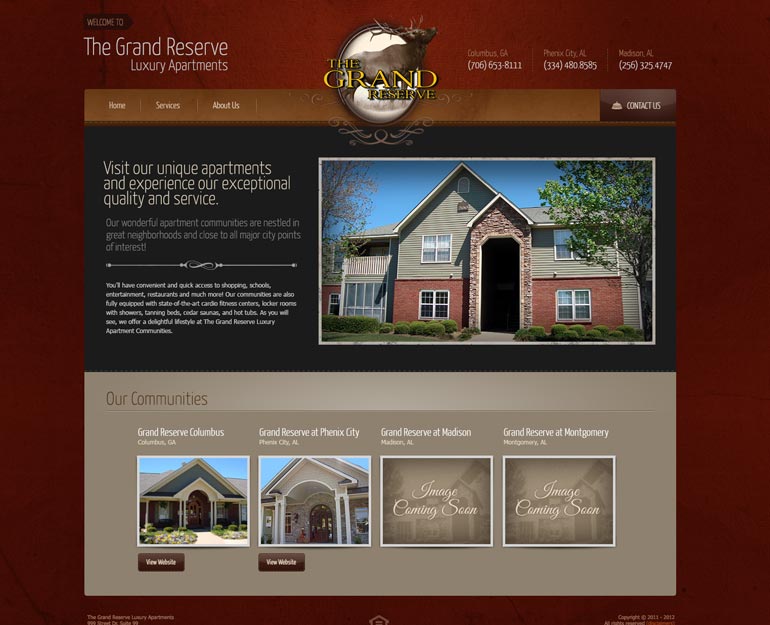 WELCOME TO
The Grand Reserve
Luxury Apartments
THE
GRAND
RESERVE
Columbus, GA
(706) 653-8111
Phenix City, AL
(334) 480.8585
Madison, AL
(256) 325.4747
Home
Services
About Us
CONTACT US
Visit our unique apartments
and experience our exceptional
quality and service.
Our wonderful apartment communities are nestled in
great neighborhoods and close to all major city points
of interest!
You'll have convenient and quick access to shopping, schools,
entertainment, restaurants and much more! Our communities are also
fully equipped with state-of-the-art cardio fitness centers, locker rooms
with showers, tanning beds, cedar saunas, and hot tubs. As you will
see, we offer a delightful lifestyle at The Grand Reserve Luxury
Apartment Communities.
Our Communities
Grand Reserve Columbus
Columbus, GA
Grand Reserve at Phenix City
Phenix City, AL
Grand Reserve at Madison
Madison, AL
Grand Reserve at Montgomery
Montgomery, AL
Image
Coming Soon
Image
Coming Soon
View Website
View Website
The Grand Reserve Luxury Apartments
999 Street Dr. Suite 99
Copyright © 2011 - 2012
All rights reserved [disclaimer]